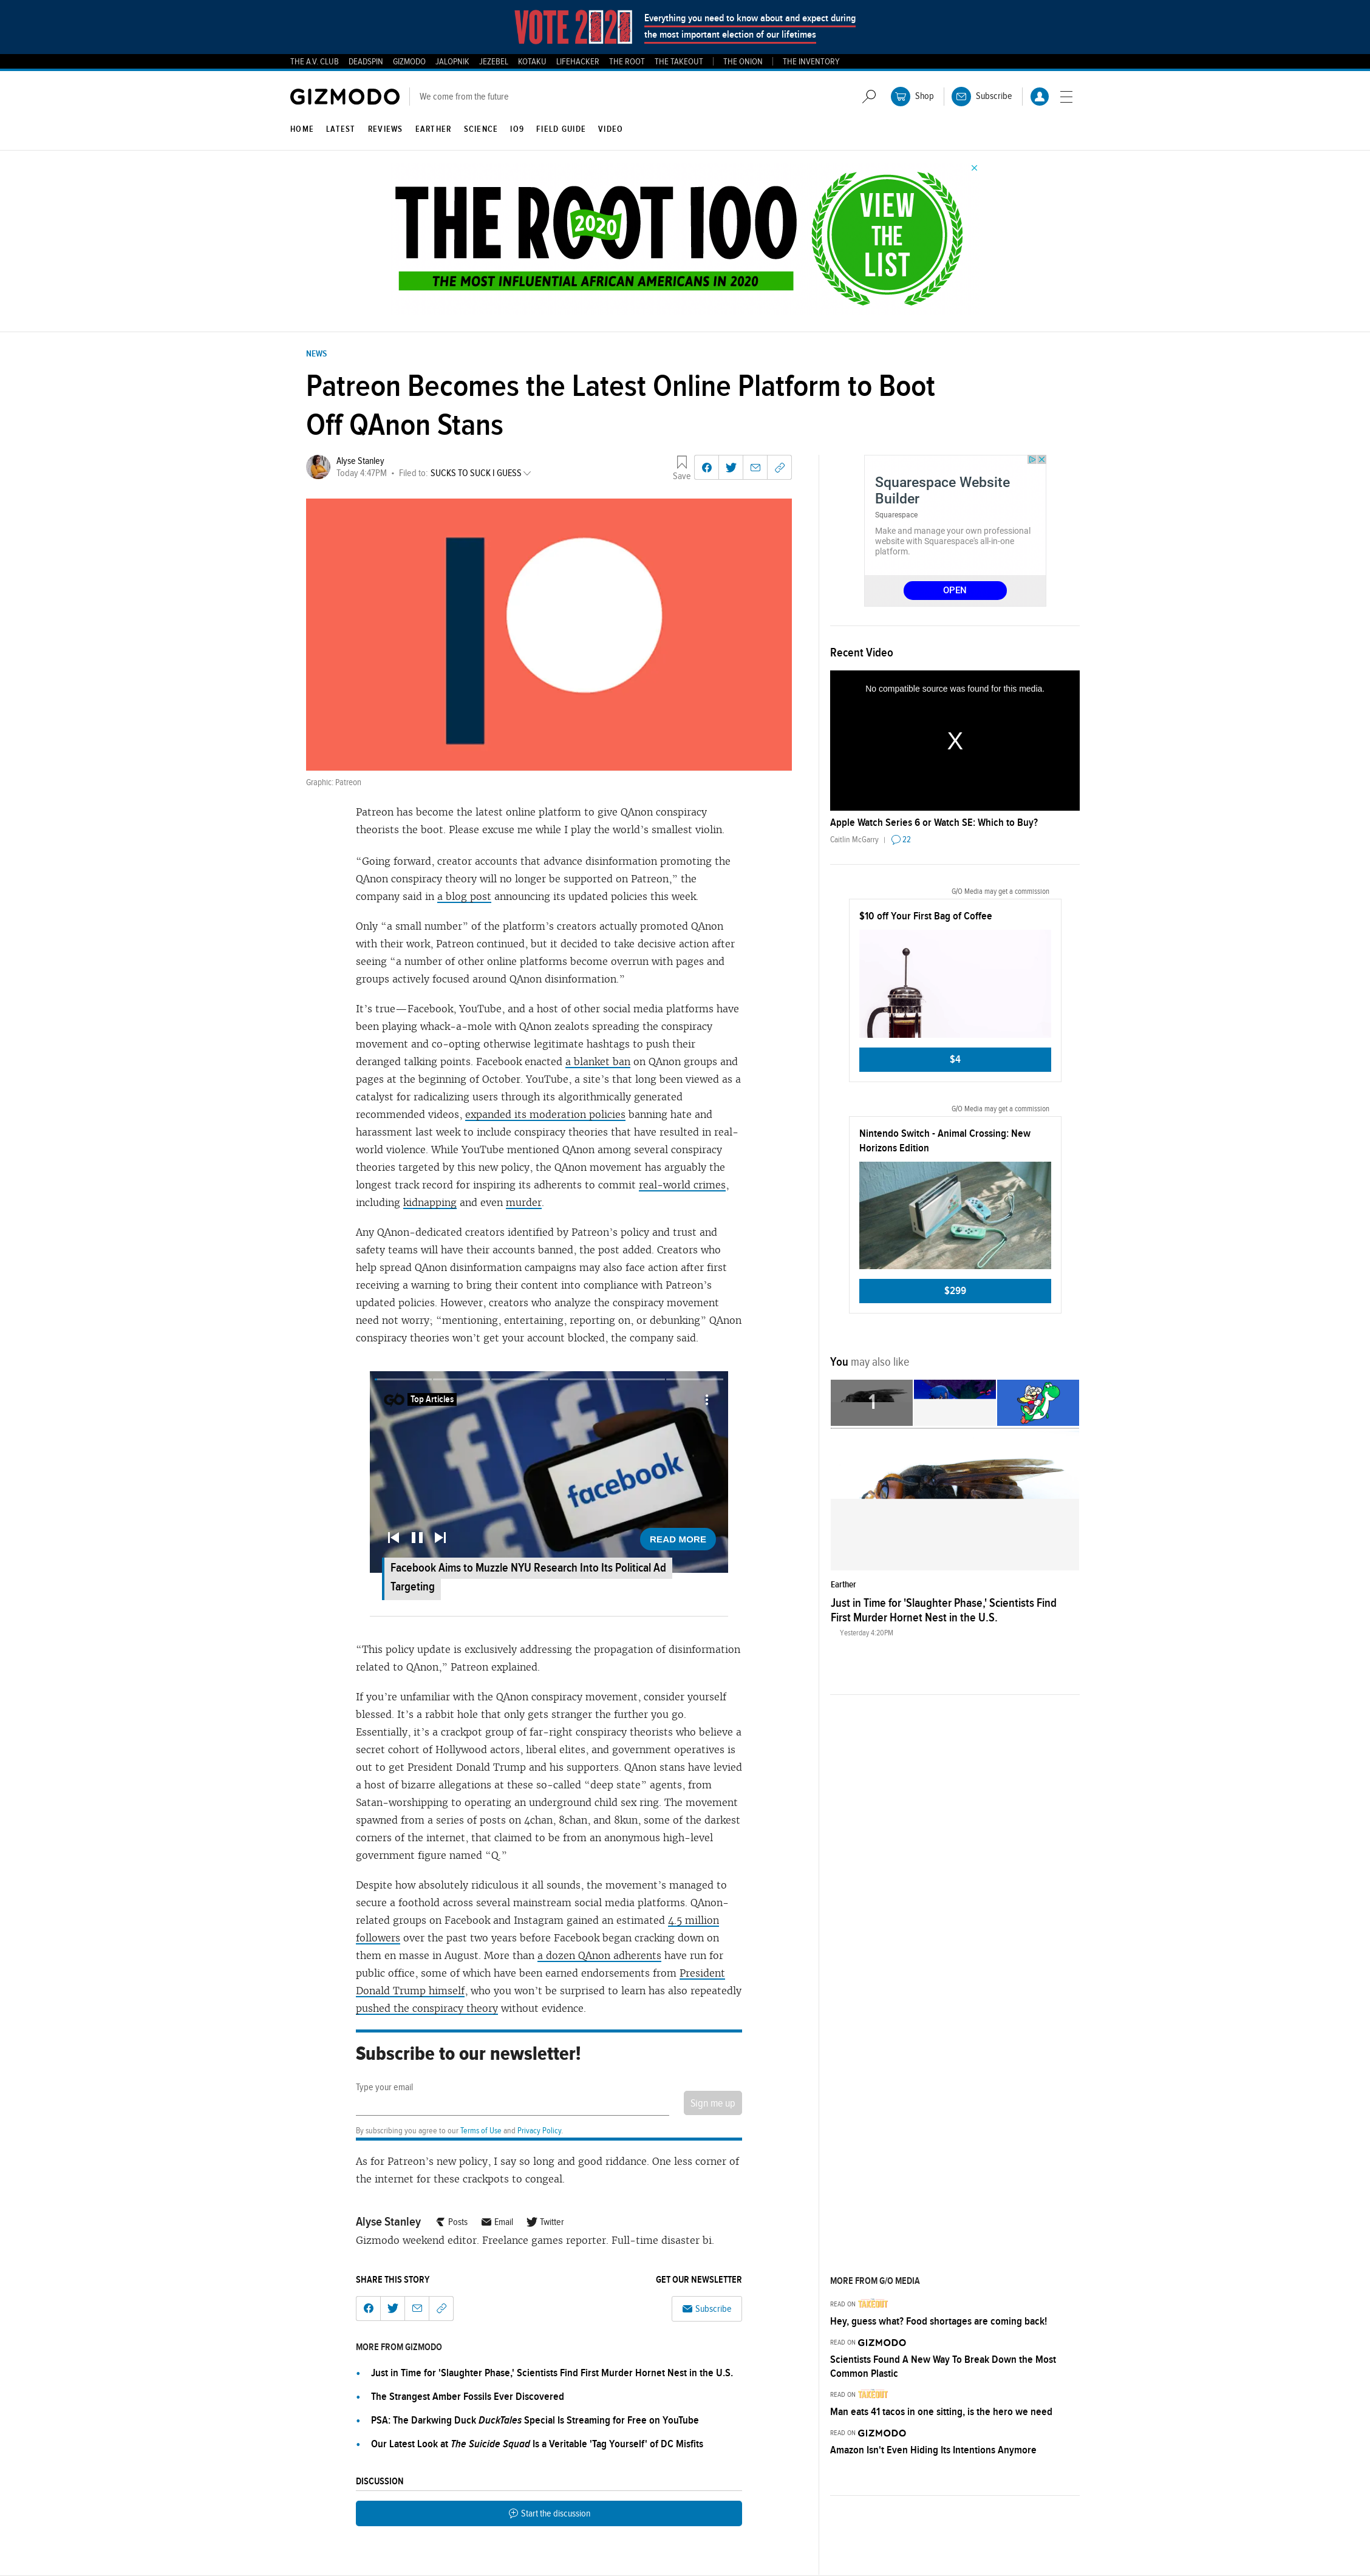 VOTE 2020
Everything you need to know about and expect during
the most important election of our lifetimes
THE A.V. CLUB DEADSPIN GIZMODO JALOPNIK JEZEBEL KOTAKU LIFEHACKER THE ROOT THE TAKEOUT THE ONION THE INVENTORY
GIZMODO We come from the future
Shop Subscribe
HOME LATEST REVIEWS EARTHER SCIENCE IO9 FIELD GUIDE VIDEO
THE ROOT 100
2020
THE MOST INFLUENTIAL AFRICAN AMERICANS IN 2020
VIEW
THE
LIST
NEWS
Patreon Becomes the Latest Online Platform to Boot
Off QAnon Stans
Alyse Stanley
Today 4:47PM • Filed to: SUCKS TO SUCK I GUESS
Save
Graphic: Patreon
Patreon has become the latest online platform to give QAnon conspiracy
theorists the boot. Please excuse me while I play the world’s smallest violin.
“Going forward, creator accounts that advance disinformation promoting the
QAnon conspiracy theory will no longer be supported on Patreon,” the
company said in a blog post announcing its updated policies this week.
Only “a small number” of the platform’s creators actually promoted QAnon
with their work, Patreon continued, but it decided to take decisive action after
seeing “a number of other online platforms become overrun with pages and
groups actively focused around QAnon disinformation.”
It’s true—Facebook, YouTube, and a host of other social media platforms have
been playing whack-a-mole with QAnon zealots spreading the conspiracy
movement and co-opting otherwise legitimate hashtags to push their
deranged talking points. Facebook enacted a blanket ban on QAnon groups and
pages at the beginning of October. YouTube, a site’s that long been viewed as a
catalyst for radicalizing users through its algorithmically generated
recommended videos, expanded its moderation policies banning hate and
harassment last week to include conspiracy theories that have resulted in real-
world violence. While YouTube mentioned QAnon among several conspiracy
theories targeted by this new policy, the QAnon movement has arguably the
longest track record for inspiring its adherents to commit real-world crimes,
including kidnapping and even murder.
Any QAnon-dedicated creators identified by Patreon’s policy and trust and
safety teams will have their accounts banned, the post added. Creators who
help spread QAnon disinformation campaigns may also face action after first
receiving a warning to bring their content into compliance with Patreon’s
updated policies. However, creators who analyze the conspiracy movement
need not worry; “mentioning, entertaining, reporting on, or debunking” QAnon
conspiracy theories won’t get your account blocked, the company said.
GO Top Articles
facebook
facebook
READ MORE
Facebook Aims to Muzzle NYU Research Into Its Political Ad
Targeting
“This policy update is exclusively addressing the propagation of disinformation
related to QAnon,” Patreon explained.
If you’re unfamiliar with the QAnon conspiracy movement, consider yourself
blessed. It’s a rabbit hole that only gets stranger the further you go.
Essentially, it’s a crackpot group of far-right conspiracy theorists who believe a
secret cohort of Hollywood actors, liberal elites, and government operatives is
out to get President Donald Trump and his supporters. QAnon stans have levied
a host of bizarre allegations at these so-called “deep state” agents, from
Satan-worshipping to operating an underground child sex ring. The movement
spawned from a series of posts on 4chan, 8chan, and 8kun, some of the darkest
corners of the internet, that claimed to be from an anonymous high-level
government figure named “Q.”
Despite how absolutely ridiculous it all sounds, the movement’s managed to
secure a foothold across several mainstream social media platforms. QAnon-
related groups on Facebook and Instagram gained an estimated 4.5 million
followers over the past two years before Facebook began cracking down on
them en masse in August. More than a dozen QAnon adherents have run for
public office, some of which have been earned endorsements from President
Donald Trump himself, who you won’t be surprised to learn has also repeatedly
pushed the conspiracy theory without evidence.
Subscribe to our newsletter!
Type your email
Sign me up
By subscribing you agree to our Terms of Use and Privacy Policy.
As for Patreon’s new policy, I say so long and good riddance. One less corner of
the internet for these crackpots to congeal.
Alyse Stanley Posts Email Twitter
Gizmodo weekend editor. Freelance games reporter. Full-time disaster bi.
SHARE THIS STORY
GET OUR NEWSLETTER
Subscribe
MORE FROM GIZMODO
• Just in Time for 'Slaughter Phase,' Scientists Find First Murder Hornet Nest in the U.S.
• The Strangest Amber Fossils Ever Discovered
• PSA: The Darkwing Duck DuckTales Special Is Streaming for Free on YouTube
• Our Latest Look at The Suicide Squad Is a Veritable 'Tag Yourself' of DC Misfits
DISCUSSION
Start the discussion
Squarespace Website
Builder
Squarespace
Make and manage your own professional
website with Squarespace's all-in-one
platform.
OPEN
Recent Video
No compatible source was found for this media.
X
Apple Watch Series 6 or Watch SE: Which to Buy?
Caitlin McGarry | 22
G/O Media may get a commission
$10 off Your First Bag of Coffee
$4
G/O Media may get a commission
Nintendo Switch - Animal Crossing: New
Horizons Edition
$299
You may also like
1
Earther
Just in Time for 'Slaughter Phase,' Scientists Find
First Murder Hornet Nest in the U.S.
Yesterday 4:20PM
MORE FROM G/O MEDIA
READ ON TAKEOUT
Hey, guess what? Food shortages are coming back!
READ ON GIZMODO
Scientists Found A New Way To Break Down the Most
Common Plastic
READ ON TAKEOUT
Man eats 41 tacos in one sitting, is the hero we need
READ ON GIZMODO
Amazon Isn't Even Hiding Its Intentions Anymore